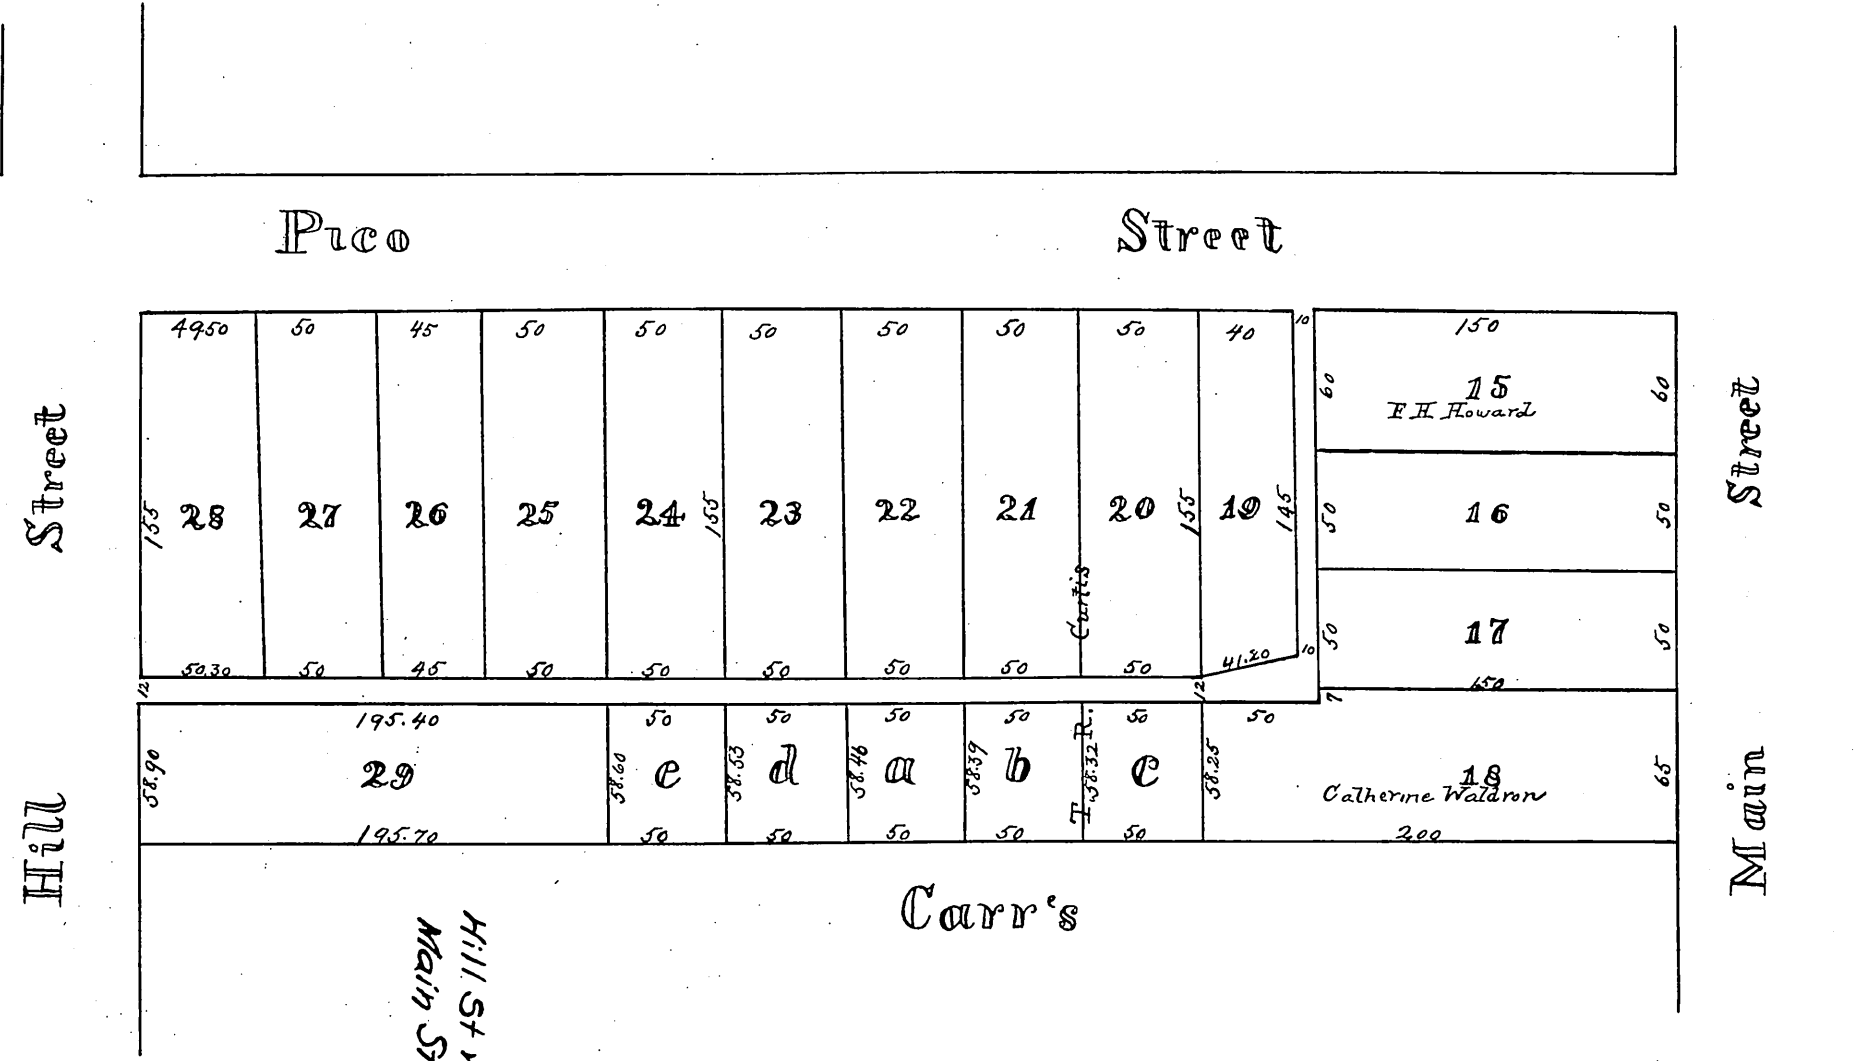 Pico Street
4950 50 45 50 50 50 50 50 50 40 10 150
60 15 60
F H Howard
Street
155 28 27 26 25 24 155 23 22 21 20 155 19 145 50 16 50
Street
Curtis
50 17 50
50.30 50 45 50 50 50 50 50 50 41.20 10
150
12 12 7
195.40 50 50 50 50 50 50
58.90 29 58.60 e 58.53 d 58.46 a 58.39 b T. R. 58.32 c 58.25 18 65
Catherine Waldron
195.70 50 50 50 50 50 200
Hill
Main
Carr's
Hill St
Main St